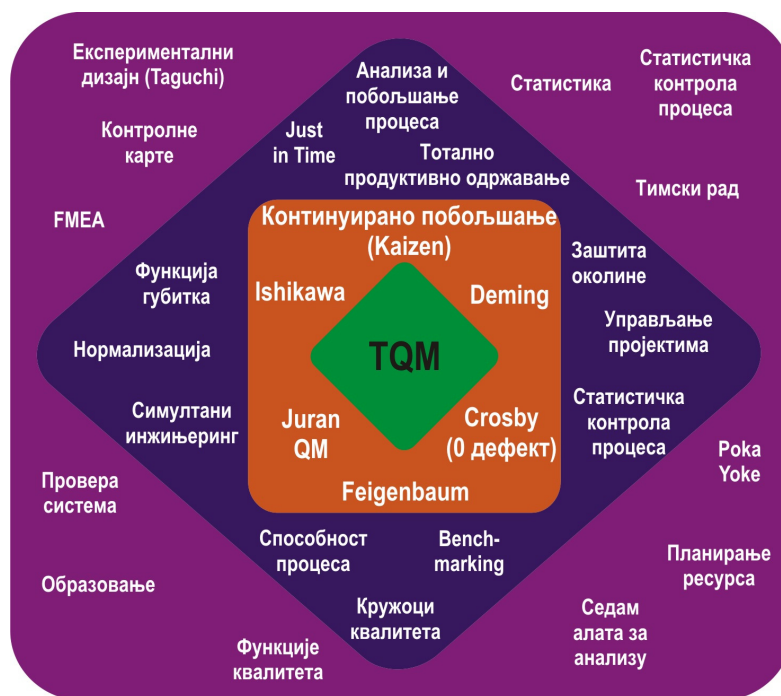 Експериментални
дизајн (Taguchi)
Анализа и
побољшање
процеса
Статистика
Статистичка
контрола
процеса
Контролне
карте
Just
in Time
Тотално
продуктивно одржавање
Тимски рад
FMEA
Континуирано побољшање
(Kaizen)
Заштита
околине
Функција
губитка
Ishikawa
Deming
Управљање
пројектима
Нормализација
TQM
Симултани
инжињеринг
Juran
QM
Crosby
(0 дефект)
Статистичка
контрола
процеса
Poka
Yoke
Провера
система
Feigenbaum
Способност
процеса
Bench-
marking
Планирање
ресурса
Образовање
Кружоци
квалитета
Седам
алата за
анализу
Функције
квалитета